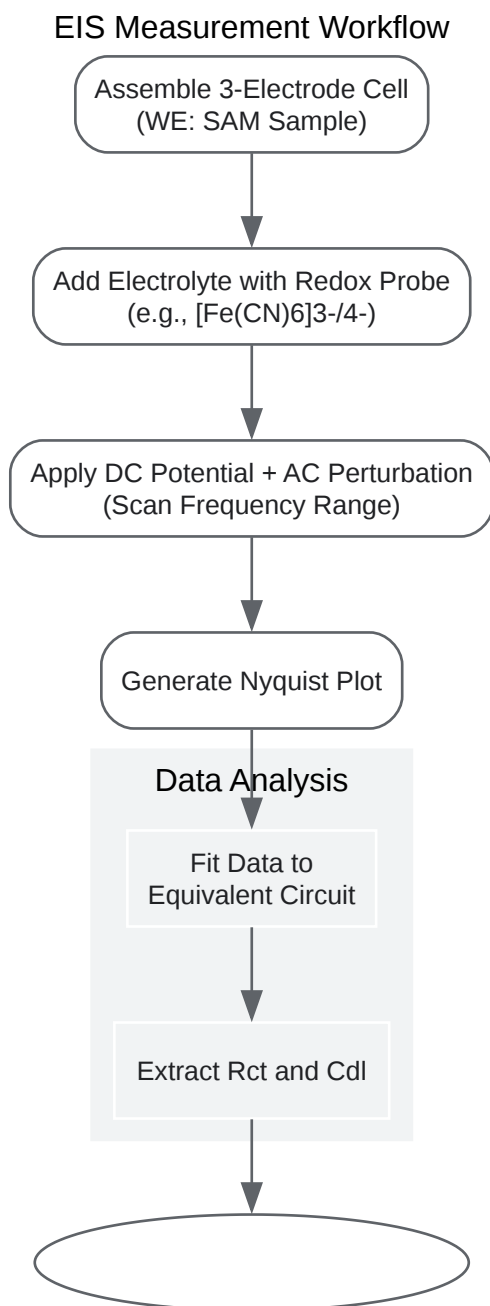 EIS Measurement Workflow
Assemble 3-Electrode Cell
(WE: SAM Sample)
Add Electrolyte with Redox Probe
(e.g., [Fe(CN)6]3-/4-)
Apply DC Potential + AC Perturbation
(Scan Frequency Range)
Generate Nyquist Plot
Data Analysis
Fit Data to
Equivalent Circuit
Extract Rct and Cdl